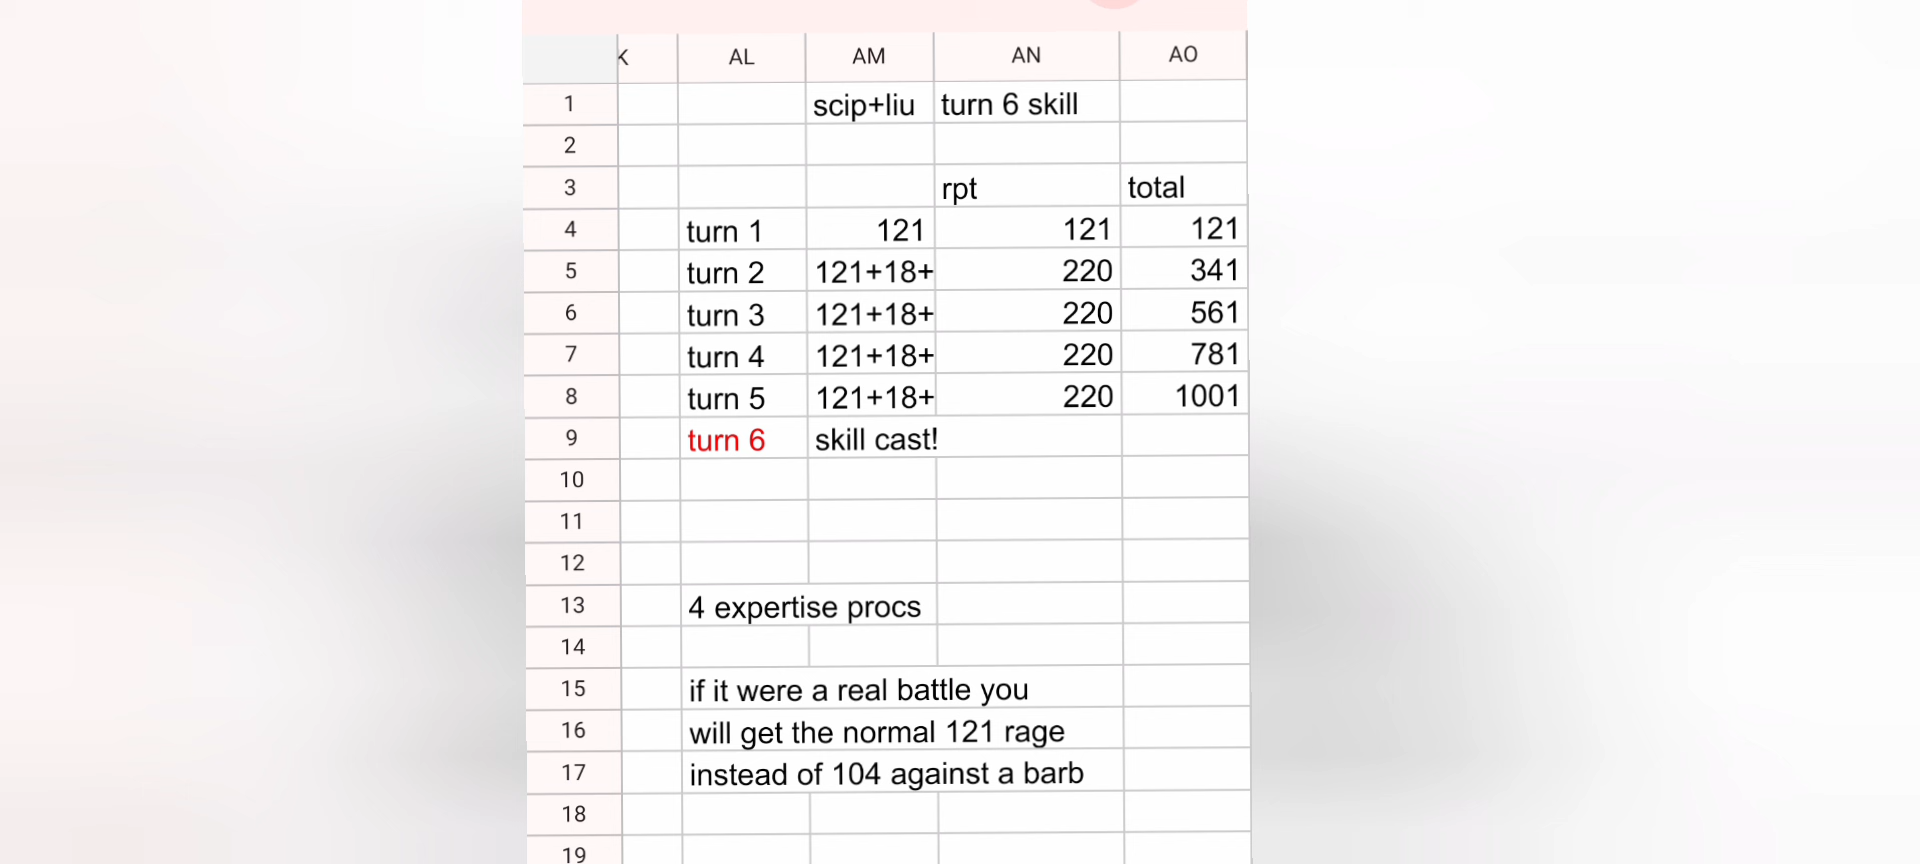 K AL AM AN AO
1 scip+liu turn 6 skill
2
3 rpt total
4 turn 1 121 121 121
5 turn 2 121+18+ 220 341
6 turn 3 121+18+ 220 561
7 turn 4 121+18+ 220 781
8 turn 5 121+18+ 220 1001
9 turn 6 skill cast!
10
11
12
13 4 expertise procs
14
15 if it were a real battle you
16 will get the normal 121 rage
17 instead of 104 against a barb
18
19